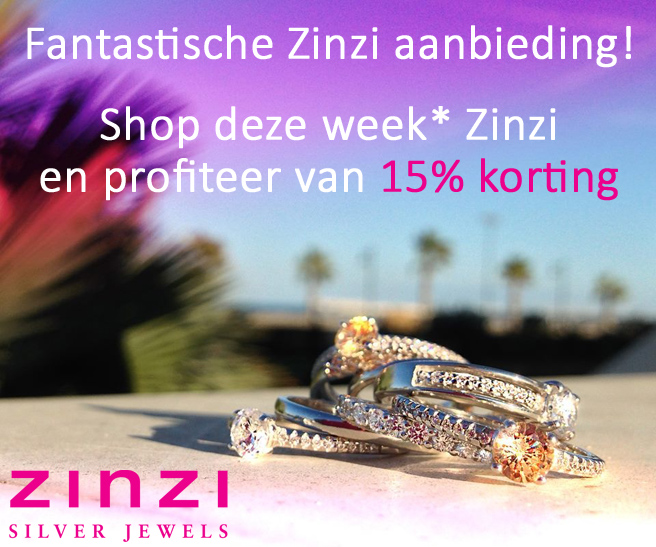 Fantastische Zinzi aanbieding!
Shop deze week* Zinzi
en profiteer van 15% korting
zinzi
SILVER JEWELS